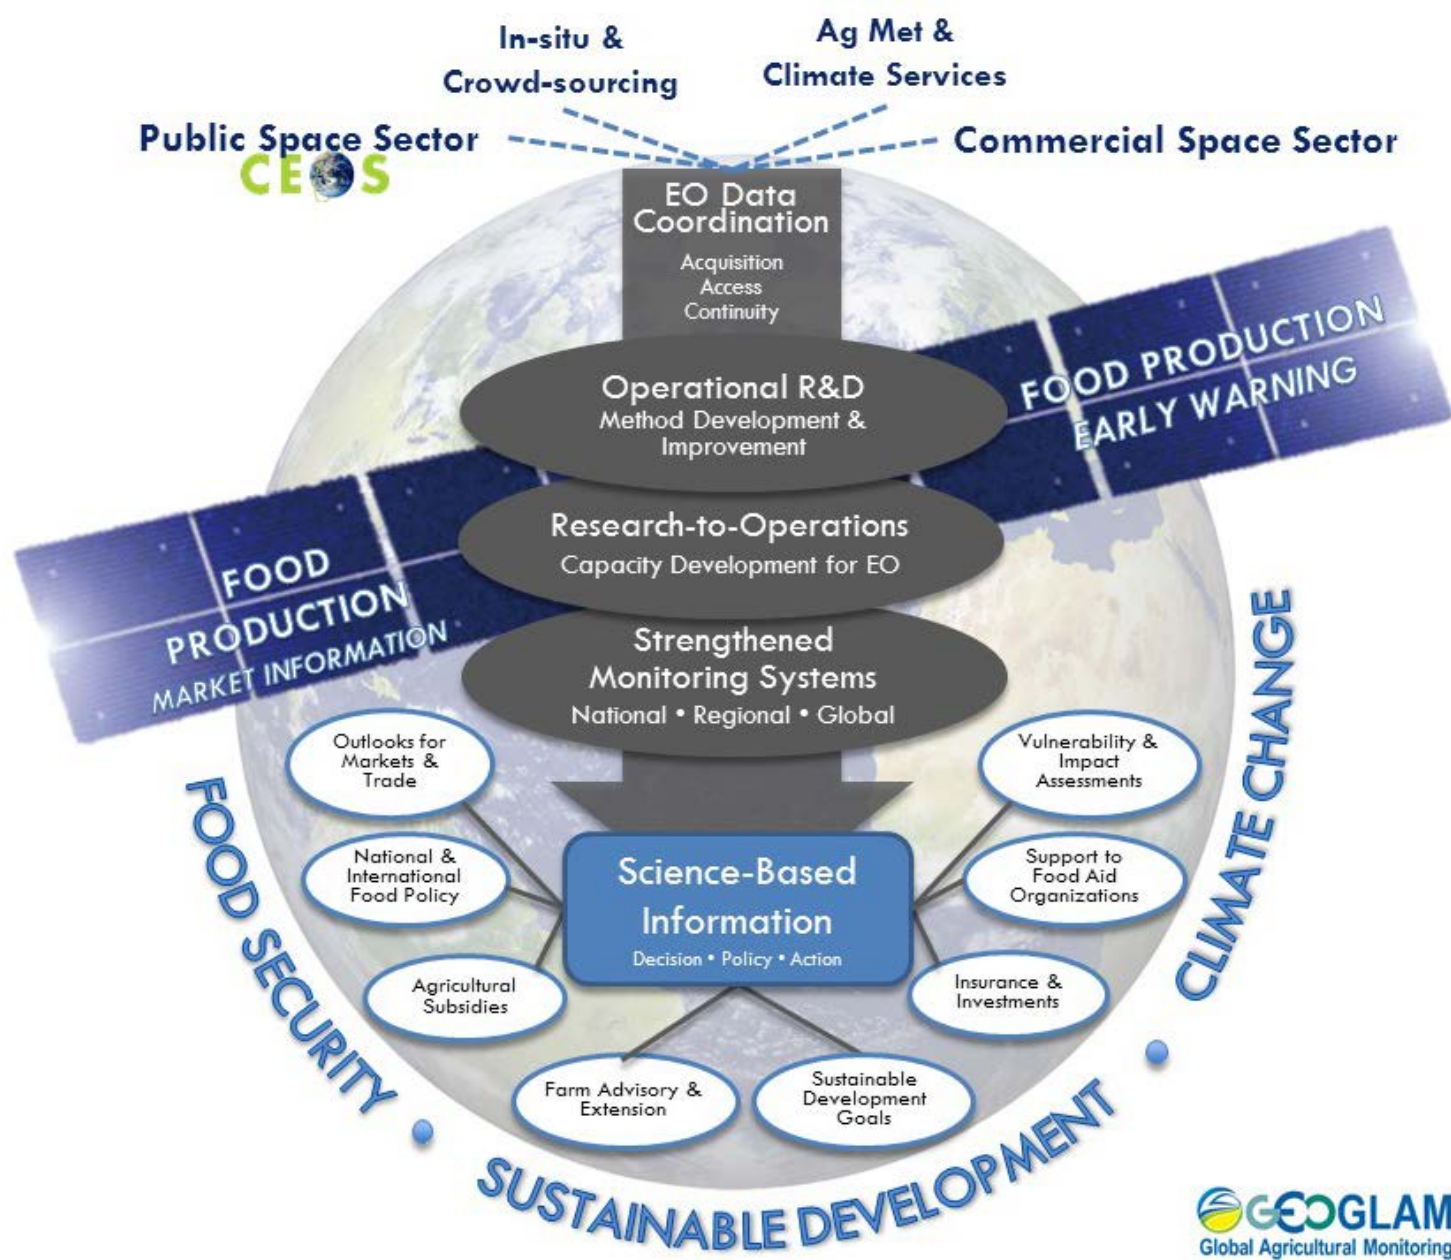 In-situ &
Crowd-sourcing
Ag Met &
Climate Services
Public Space Sector
CEOS
Commercial Space Sector
EO Data
Coordination
Acquisition
Access
Continuity
Operational R&D
Method Development &
Improvement
FOOD PRODUCTION
EARLY WARNING
Research-to-Operations
Capacity Development for EO
FOOD
PRODUCTION
MARKET INFORMATION
Strengthened
Monitoring Systems
National • Regional • Global
Outlooks for
Markets &
Trade
National &
International
Food Policy
Agricultural
Subsidies
Science-Based
Information
Decision • Policy • Action
Vulnerability &
Impact
Assessments
Support to
Food Aid
Organizations
Insurance &
Investments
Farm Advisory &
Extension
Sustainable
Development
Goals
FOOD SECURITY • SUSTAINABLE DEVELOPMENT • CLIMATE CHANGE
GEOGLAM
Global Agricultural Monitoring